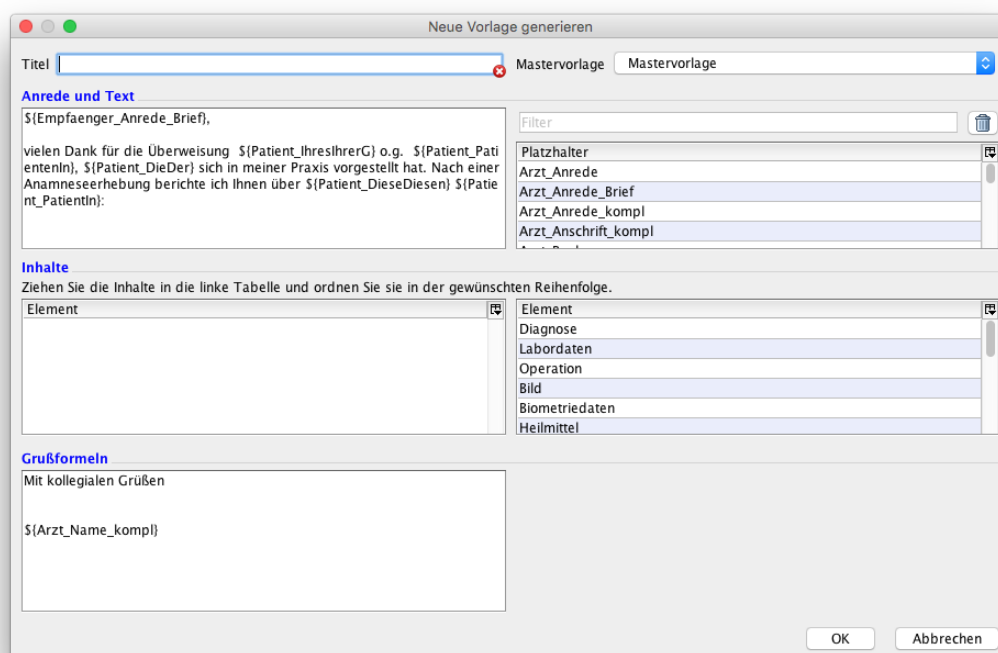 Neue Vorlage generieren
Titel
Mastervorlage Mastervorlage
Anrede und Text
${Empfaenger_Anrede_Brief},
vielen Dank für die Überweisung  ${Patient_IhresIhrerG} o.g.  ${Patient_Pati
entenIn}, ${Patient_DieDer} sich in meiner Praxis vorgestellt hat. Nach einer
Anamneseerhebung berichte ich Ihnen über ${Patient_DieseDiesen} ${Patie
nt_PatientIn}:
Filter
Platzhalter
Arzt_Anrede
Arzt_Anrede_Brief
Arzt_Anrede_kompl
Arzt_Anschrift_kompl
Inhalte
Ziehen Sie die Inhalte in die linke Tabelle und ordnen Sie sie in der gewünschten Reihenfolge.
Element
Element
Diagnose
Labordaten
Operation
Bild
Biometriedaten
Heilmittel
Grußformeln
Mit kollegialen Grüßen
${Arzt_Name_kompl}
OK
Abbrechen